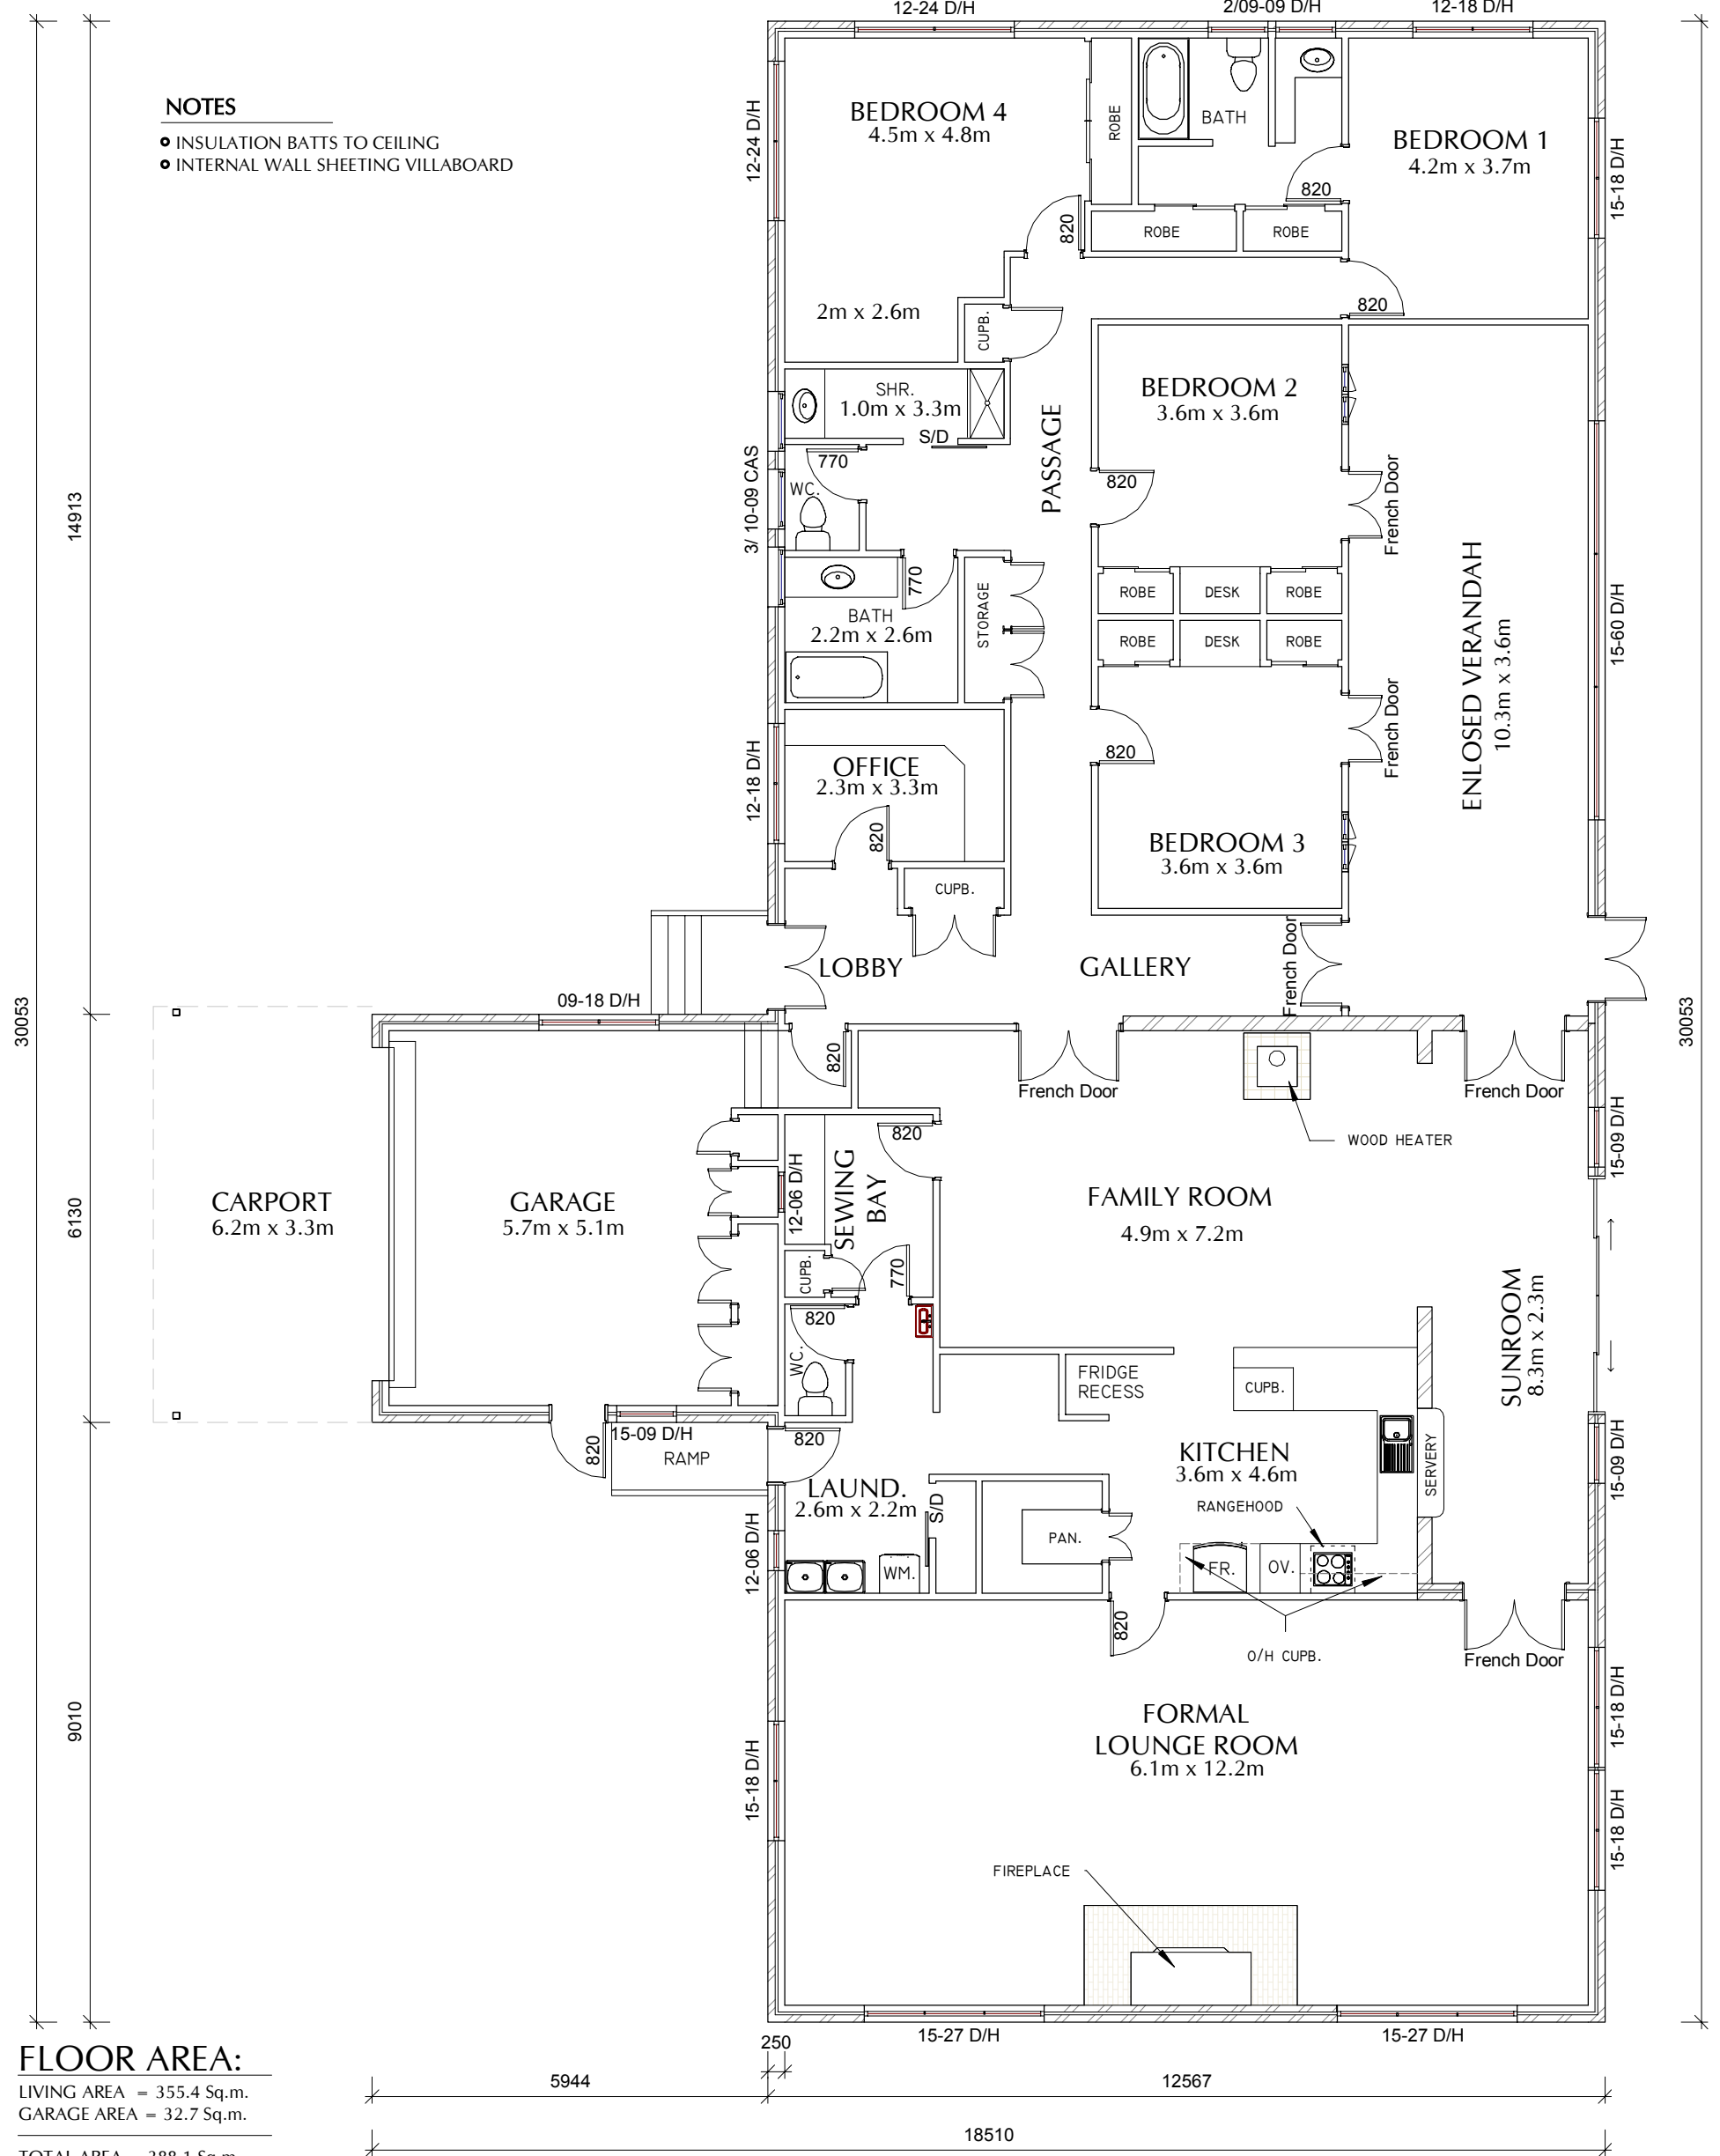 12-24 D/H
2/09-09 D/H
12-18 D/H
NOTES
INSULATION BATTS TO CEILING
INTERNAL WALL SHEETING VILLABOARD
12-24 D/H
BEDROOM 4
4.5m x 4.8m
ROBE
BATH
BEDROOM 1
4.2m x 3.7m
15-18 D/H
820
820
ROBE
ROBE
820
2m x 2.6m
CUPB.
SHR.
1.0m x 3.3m
S/D
BEDROOM 2
3.6m x 3.6m
PASSAGE
3/ 10-09 CAS
770
WC.
820
French Door
14913
770
BATH
2.2m x 2.6m
STORAGE
ROBE
DESK
ROBE
ROBE
DESK
ROBE
ENLOSED VERANDAH
10.3m x 3.6m
15-60 D/H
12-18 D/H
OFFICE
2.3m x 3.3m
820
820
French Door
BEDROOM 3
3.6m x 3.6m
CUPB.
LOBBY
GALLERY
French Door
30053
30053
09-18 D/H
820
French Door
French Door
WOOD HEATER
15-09 D/H
820
6130
CARPORT
6.2m x 3.3m
GARAGE
5.7m x 5.1m
12-06 D/H
SEWING
BAY
FAMILY ROOM
4.9m x 7.2m
CUPB.
770
820
WC.
SUNROOM
8.3m x 2.3m
FRIDGE
RECESS
CUPB.
820
15-09 D/H
RAMP
820
LAUND.
2.6m x 2.2m
S/D
KITCHEN
3.6m x 4.6m
RANGEHOOD
SERVERY
15-09 D/H
12-06 D/H
WM.
PAN.
FR.
OV.
820
O/H CUPB.
French Door
9010
FORMAL
LOUNGE ROOM
6.1m x 12.2m
15-18 D/H
15-18 D/H
15-18 D/H
FIREPLACE
15-27 D/H
15-27 D/H
250
FLOOR AREA:
LIVING AREA = 355.4 Sq.m.
GARAGE AREA = 32.7 Sq.m.
5944
12567
TOTAL AREA = 388.1 Sq.m.
18510